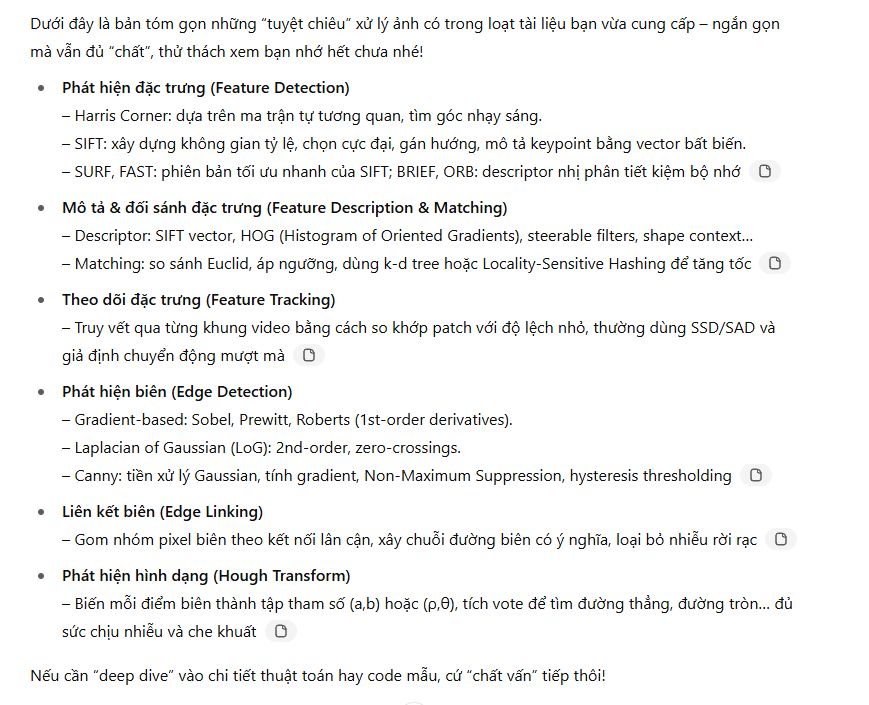 Dưới đây là bản tóm gọn những “tuyệt chiêu” xử lý ảnh có trong loạt tài liệu bạn vừa cung cấp – ngắn gọn
mà vẫn đủ “chất”, thử thách xem bạn nhớ hết chưa nhé!
• Phát hiện đặc trưng (Feature Detection)
– Harris Corner: dựa trên ma trận tự tương quan, tìm góc nhạy sáng.
– SIFT: xây dựng không gian tỷ lệ, chọn cực đại, gán hướng, mô tả keypoint bằng vector bất biến.
– SURF, FAST: phiên bản tối ưu nhanh của SIFT; BRIEF, ORB: descriptor nhị phân tiết kiệm bộ nhớ
• Mô tả & đối sánh đặc trưng (Feature Description & Matching)
– Descriptor: SIFT vector, HOG (Histogram of Oriented Gradients), steerable filters, shape context…
– Matching: so sánh Euclid, áp ngưỡng, dùng k-d tree hoặc Locality-Sensitive Hashing để tăng tốc
• Theo dõi đặc trưng (Feature Tracking)
– Truy vết qua từng khung video bằng cách so khớp patch với độ lệch nhỏ, thường dùng SSD/SAD và
giả định chuyển động mượt mà
• Phát hiện biên (Edge Detection)
– Gradient-based: Sobel, Prewitt, Roberts (1st-order derivatives).
– Laplacian of Gaussian (LoG): 2nd-order, zero-crossings.
– Canny: tiền xử lý Gaussian, tính gradient, Non-Maximum Suppression, hysteresis thresholding
• Liên kết biên (Edge Linking)
– Gom nhóm pixel biên theo kết nối lân cận, xây chuỗi đường biên có ý nghĩa, loại bỏ nhiễu rời rạc
• Phát hiện hình dạng (Hough Transform)
– Biến mỗi điểm biên thành tập tham số (a,b) hoặc (ρ,θ), tích vote để tìm đường thẳng, đường tròn… đủ
sức chịu nhiễu và che khuất
Nếu cần “deep dive” vào chi tiết thuật toán hay code mẫu, cứ “chất vấn” tiếp thôi!